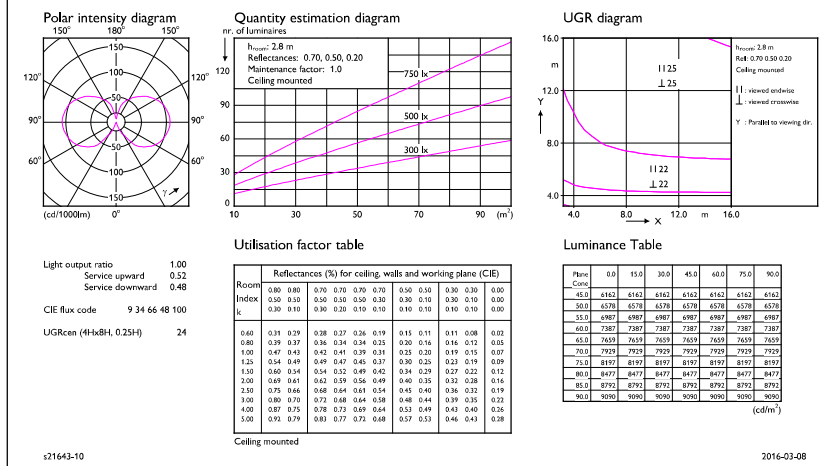 Polar intensity diagram
150° 90° 150°
150
100
120° 120°
50
90° 90°
50
60° 60°
150
γ
(cd/1000lm) 0°
Light output ratio 1.00
Service upward 0.52
Service downward 0.48
CIE flux code 9 34 66 48 100
UGRcen (4Hx8H, 0.25H) 24
Quantity estimation diagram
nr. of luminaires
hroom: 2.8 m
Reflectances: 0.70, 0.50, 0.20
Maintenance factor: 1.0
Ceiling mounted
120
90
60
30
0
750 lx
500 lx
300 lx
10 30 50 70 90 (m²)
Utilisation factor table
Room Index k
Reflectances (%) for ceiling, walls and working plane (CIE)
0.80 0.80 0.70 0.70 0.70 0.70 0.50 0.50 0.30 0.30 0.00
0.50 0.50 0.50 0.50 0.50 0.30 0.30 0.10 0.30 0.10 0.00
0.30 0.10 0.30 0.20 0.10 0.10 0.10 0.10 0.10 0.10 0.00
0.60 0.31 0.29 0.28 0.27 0.26 0.19 0.15 0.11 0.11 0.08 0.02
0.80 0.39 0.37 0.36 0.34 0.34 0.25 0.20 0.16 0.16 0.12 0.05
1.00 0.47 0.43 0.42 0.41 0.39 0.31 0.25 0.20 0.19 0.15 0.07
1.25 0.54 0.49 0.49 0.47 0.45 0.37 0.30 0.25 0.23 0.19 0.09
1.50 0.60 0.54 0.54 0.52 0.49 0.42 0.34 0.29 0.27 0.22 0.12
2.00 0.69 0.61 0.62 0.59 0.56 0.49 0.40 0.35 0.32 0.28 0.16
2.50 0.75 0.66 0.68 0.64 0.61 0.54 0.45 0.40 0.36 0.32 0.19
3.00 0.80 0.70 0.72 0.68 0.64 0.58 0.48 0.44 0.39 0.35 0.22
4.00 0.87 0.75 0.78 0.73 0.69 0.64 0.53 0.49 0.43 0.40 0.26
5.00 0.92 0.79 0.83 0.77 0.72 0.68 0.57 0.53 0.46 0.43 0.28
Ceiling mounted
UGR diagram
16.0
m
12.0
Y
8.0
4.0
II 25
⊥ 25
II 22
⊥ 22
4.0 8.0 12.0 m 16.0
X
hroom: 2.8 m
Refl: 0.70 0.50 0.20
Ceiling mounted
II : viewed endwise
⊥ : viewed crosswise
Y : Parallel to viewing dir.
Luminance Table
Plane Cone 0.0 15.0 30.0 45.0 60.0 75.0 90.0
45.0 6162 6162 6162 6162 6162 6162 6162
50.0 6578 6578 6578 6578 6578 6578 6578
55.0 6987 6987 6987 6987 6987 6987 6987
60.0 7387 7387 7387 7387 7387 7387 7387
65.0 7659 7659 7659 7659 7659 7659 7659
70.0 7929 7929 7929 7929 7929 7929 7929
75.0 8197 8197 8197 8197 8197 8197 8197
80.0 8477 8477 8477 8477 8477 8477 8477
85.0 8792 8792 8792 8792 8792 8792 8792
90.0 9090 9090 9090 9090 9090 9090 9090
(cd/m²)
s21643-10
2016-03-08